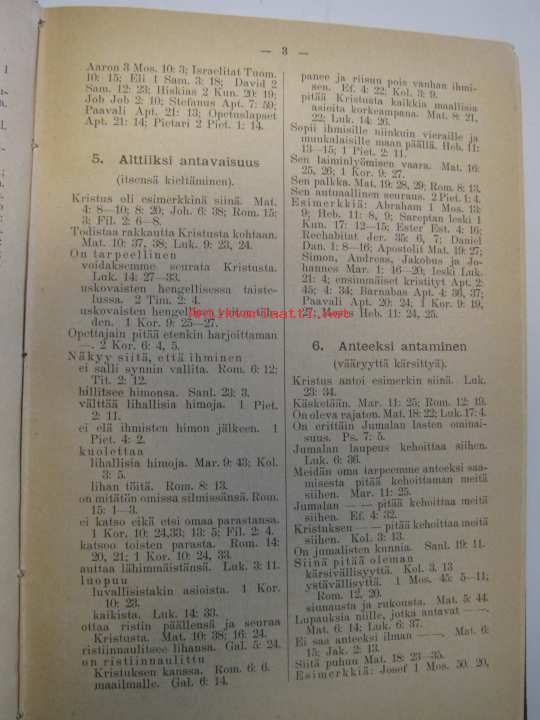 — 3 —
Aaron 3 Mos. 10: 3; Israelitat Tuom.
10: 15; Eli 1 Sam. 3: 18; David 2
Sam. 12: 23; Hiskias 2 Kun. 20: 19;
Job Job 2: 10; Stefanus Apt. 7: 59;
Paavali Apt. 21: 13; Opetuslapset
Apt. 21: 14; Pietari 2 Piet. 1: 14.
5. Alttiiksi antavaisuus
(itsensä kieltäminen).
Kristus oli esimerkkinä siinä. Mat.
4: 8—10; 8: 20; Joh. 6: 38; Rom. 15:
3; Fil. 2: 6—8.
Todistaa rakkautta Kristusta kohtaan.
Mat. 10: 37, 38; Luk. 9: 23, 24.
On tarpeellinen
voidaksemme seurata Kristusta.
Luk. 14: 27—33.
uskovaisten hengellisessä taiste-
lussa. 2 Tim. 2: 4.
uskovaisten hengellisen
den. 1 Kor. 9: 25—27.
Opettajain pitää etenkin harjoittaman
—. 2 Kor. 6: 4, 5.
Näkyy siitä, että ihminen
ei salli synnin vallita. Rom. 6: 12;
Tit. 2: 12.
hillitsee himonsa. Sanl. 23: 3.
välttää lihallisia himoja. 1 Piet.
2: 11.
ei elä ihmisten himon jälkeen. 1
Piet. 4: 2.
kuolettaa
lihallisia himoja. Mar. 9: 43; Kol.
3: 5.
lihan töitä. Rom. 8: 13.
on mitätön omissa silmissänsä. Rom.
15: 1—3.
ei katso eikä etsi omaa parastansa.
1 Kor. 10: 24,33; 13: 5; Fil. 2: 4.
katsoo toisten parasta. Rom. 14:
20, 21; 1 Kor. 10: 24, 33.
auttaa lähimmäistänsä. Luk. 3: 11.
luopuu
luvallisistakin asioista. 1 Kor.
10: 23.
kaikista. Luk. 14: 33.
ottaa ristin päällensä ja seuraa
Kristusta. Mat. 10: 38; 16: 24.
ristiinnaulitsee lihansa. Gal. 5: 24.
on ristiinnaulittu
Kristuksen kanssa. Rom. 6: 6.
maailmalle. Gal. 6: 14.
panee ja riisuu pois vanhan ihmi-
sen. Ef. 4: 22; Kol. 3: 9.
pitää Kristusta kaikkia maallisia
asioita korkeampana. Mat. 8: 21,
22; Luk. 14: 26.
Sopii ihmisille niinkuin vieraille ja
muukalaisille maan päällä. Heb. 11:
13—15; 1 Piet. 2: 11.
Sen laiminlyömisen vaara. Mat. 16:
25, 26; 1 Kor. 9: 27.
Sen palkka. Mat. 19: 28, 29; Rom. 8: 13.
Sen autuaallinen seuraus. 2 Piet. 1: 4.
Esimerkkiä: Abraham 1 Mos. 13:
9; Heb. 11: 8, 9; Sareptan leski 1
Kun. 17: 12—15; Ester Est. 4: 16;
Rechabitat Jer. 35: 6, 7; Daniel
Dan. 1: 8—16; Apostolit Mat. 19: 27;
Simon, Andreas, Jakobus ja Jo-
hannes Mar. 1: 16—20; leski Luk.
21: 4; ensimmäiset kristityt Apt. 2:
45; 4: 34; Barnabas Apt. 4: 36, 37;
Paavali Apt. 20: 24; 1 Kor. 9: 19,
27; Moses Heb. 11: 24, 25.
6. Anteeksi antaminen
(vääryyttä kärsittyä).
Kristus antoi esimerkin siinä. Luk.
23: 34.
Käsketään. Mar. 11: 25; Rom. 12: 19.
On oleva rajaton. Mat. 18: 22; Luk. 17: 4.
On erittäin Jumalan lasten ominai-
suus. Ps. 7: 5.
Jumalan laupeus kehoittaa siihen.
Luk. 6: 36.
Meidän oma tarpeemme anteeksi saa-
misesta pitää kehoittaman meitä
siihen. Mar. 11: 25.
Jumalan — — pitää kehoittaa meitä
siihen. Ef. 4: 32.
Kristuksen — — pitää kehoittaa meitä
siihen. Kol. 3: 13.
On jumalisten kunnia. Sanl. 19: 11.
Siinä pitää oleman
kärsivällisyyttä. Kol. 3, 13
ystävällisyttä. 1 Mos. 45: 5—11;
Rom. 12, 20.
siunausta ja rukousta. Mat. 5: 44.
Lupauksia niille, jotka antavat — —.
Mat. 6: 14; Luk. 6: 37.
Ei saa anteeksi ilman — —. Mat. 6:
15; Jak. 2: 13.
Siitä puhuu Mat. 18: 23—35.
Esimerkkiä: Josef 1 Mos. 50. 20,